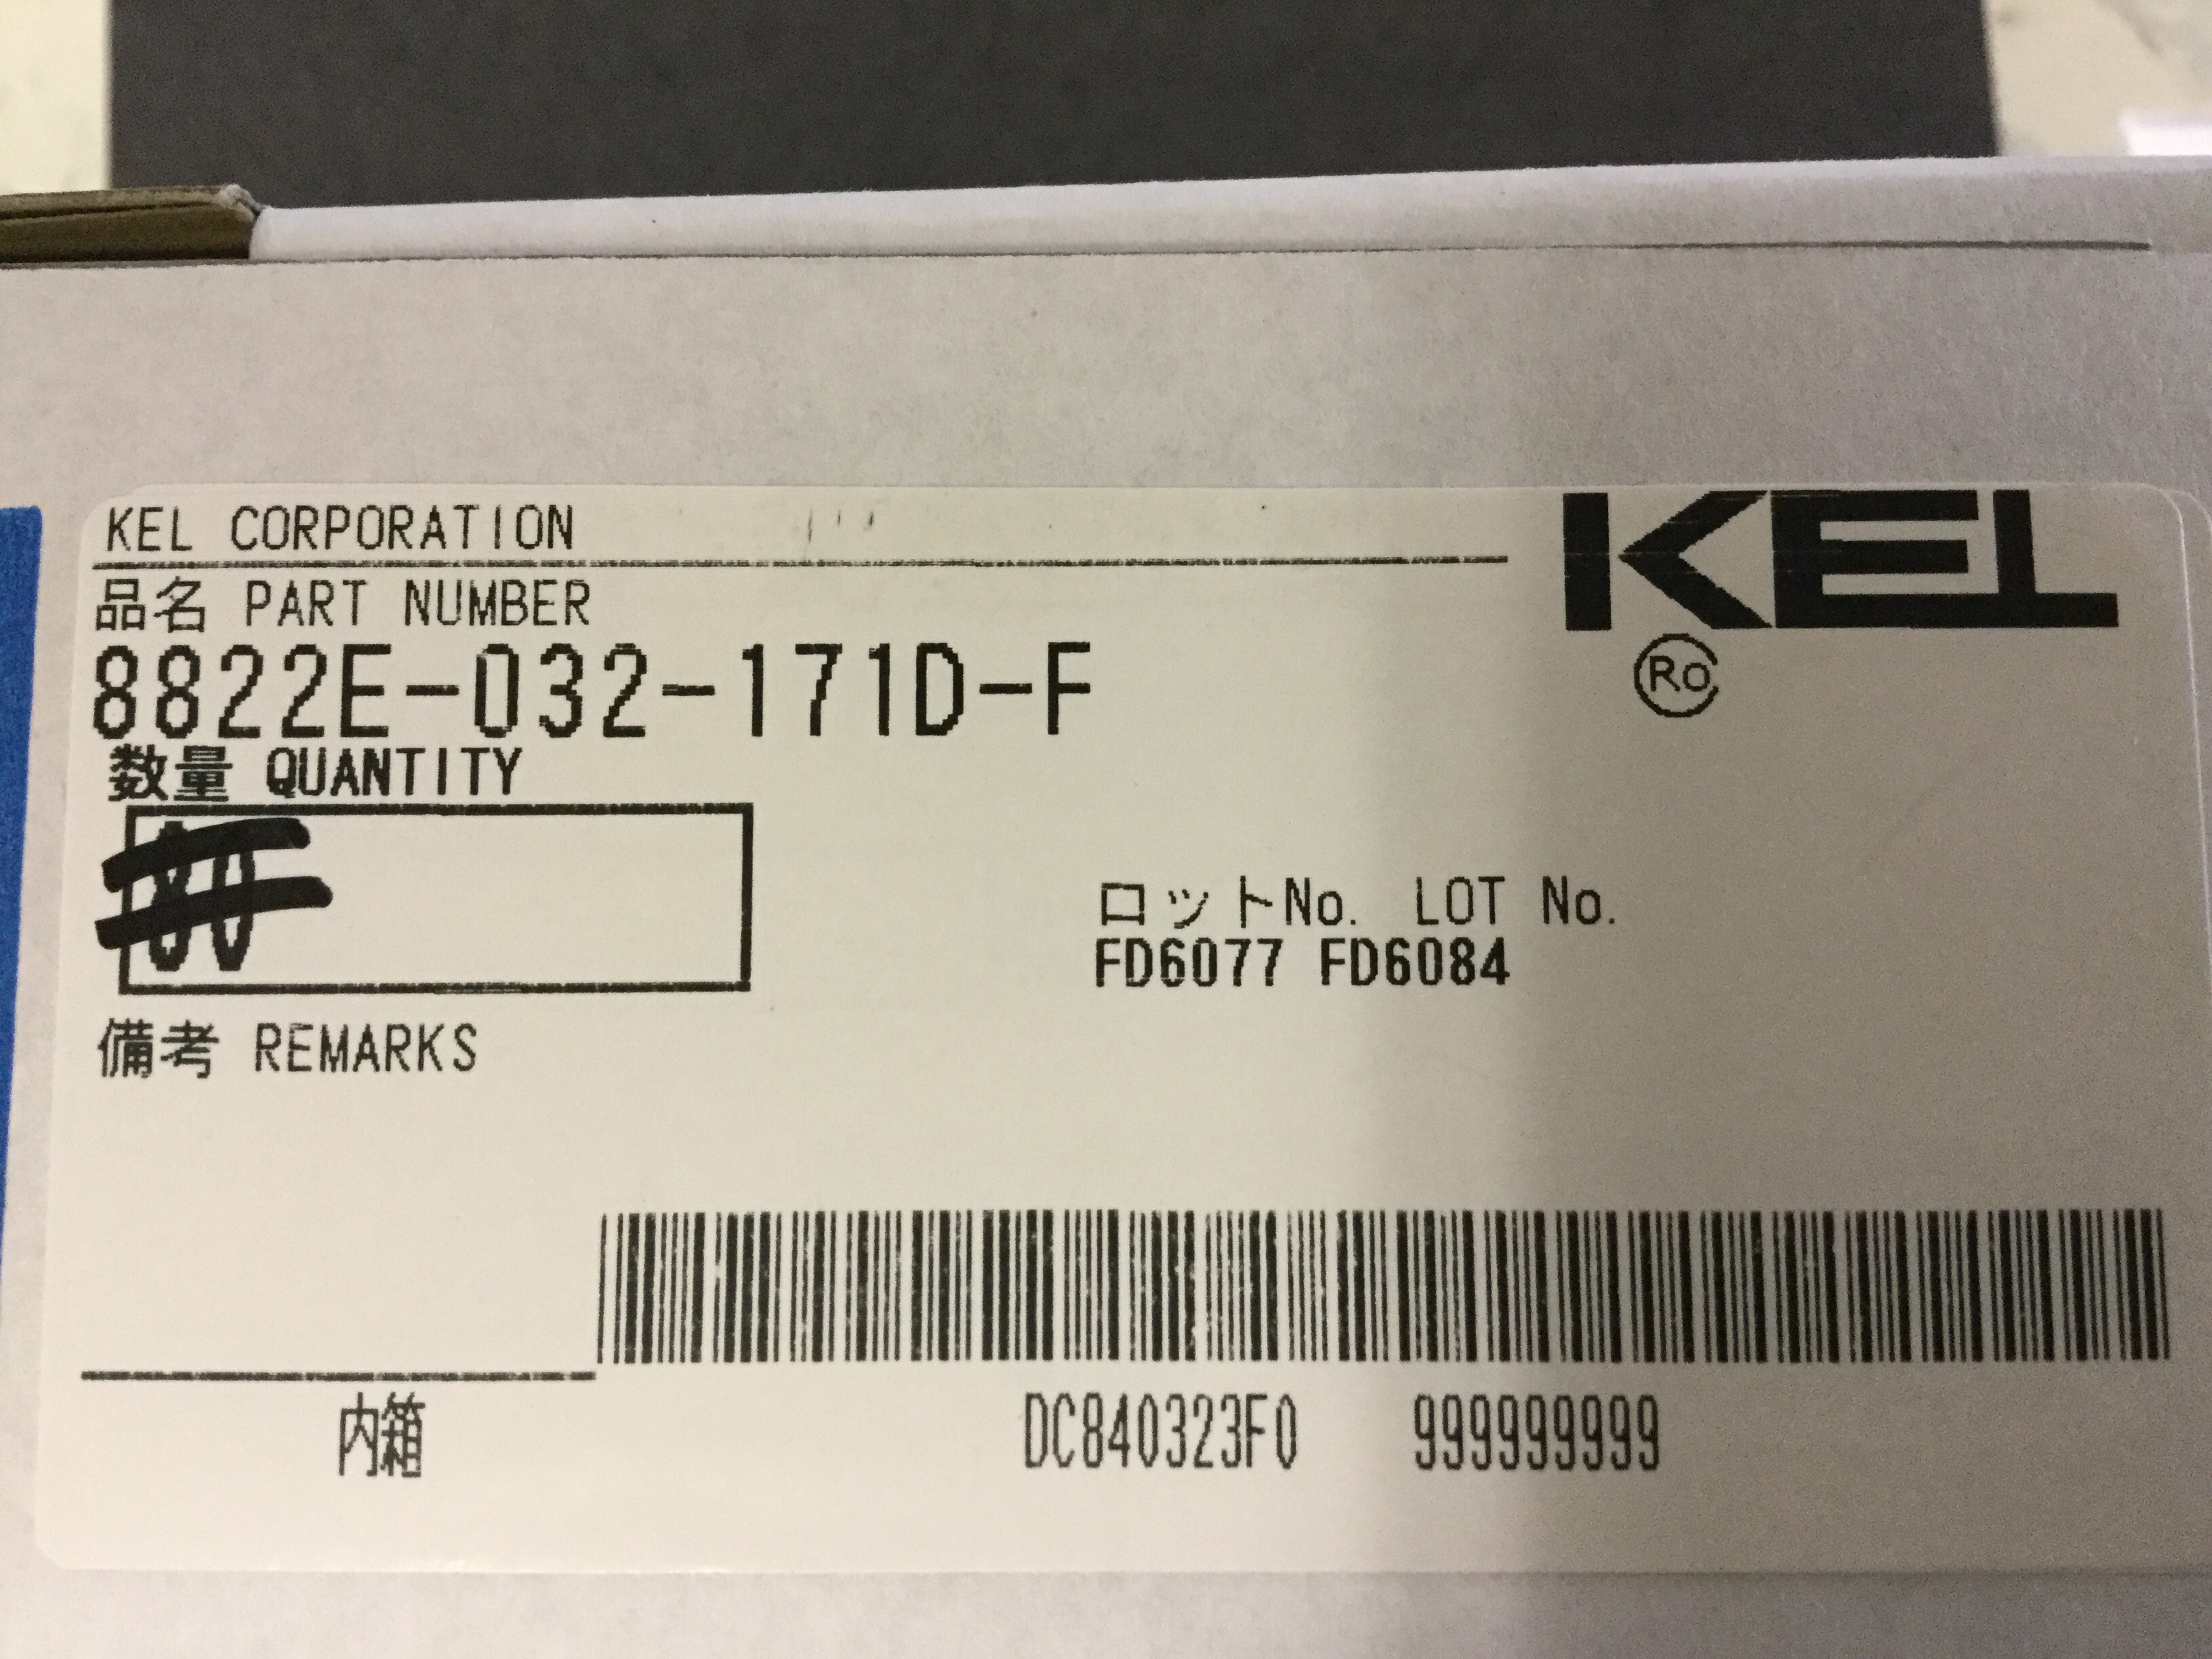 KEL CORPORATION
KEL
品名 PART NUMBER
8822E-032-171D-F
Ro
数量 QUANTITY
ロットNo. LOT No.
FD6077 FD6084
備考 REMARKS
内箱
DC840323F0 999999999